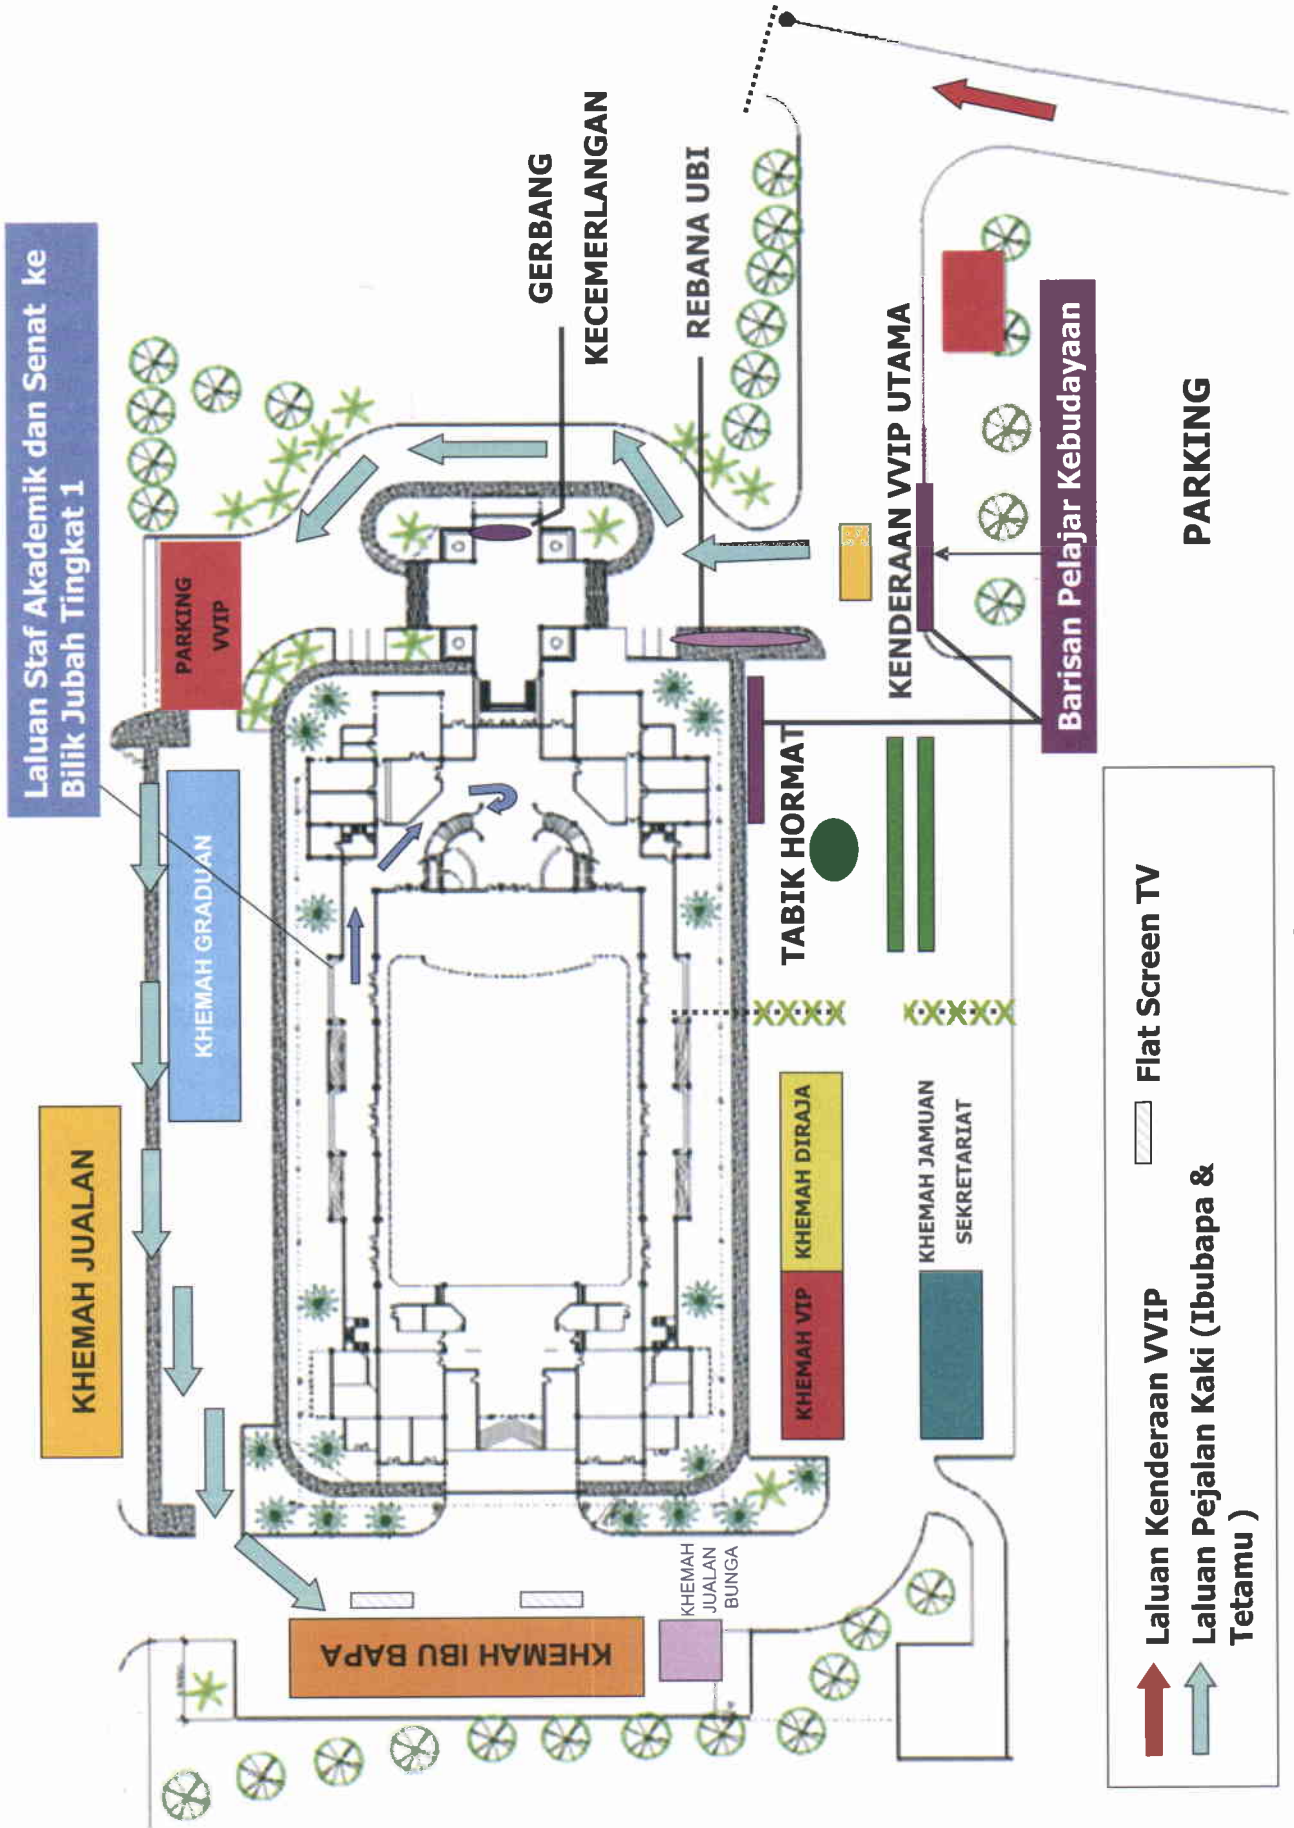 Laluan Staf Akademik dan Senat ke
Bilik Jubah Tingkat 1
GERBANG
KECEMERLANGAN
REBANA UBI
PARKING
VVIP
KHEMAH GRADUAN
KHEMAH JUALAN
KENDERAAN VVIP UTAMA
Barisan Pelajar Kebudayaan
PARKING
TABIK HORMAT
KHEMAH DIRAJA
KHEMAH VIP
KHEMAH JAMUAN
SEKRETARIAT
KHEMAH IBU BAPA
KHEMAH
JUALAN
BUNGA
Laluan Kenderaan VVIP
Flat Screen TV
Laluan Pejalan Kaki (Ibubapa &
Tetamu )